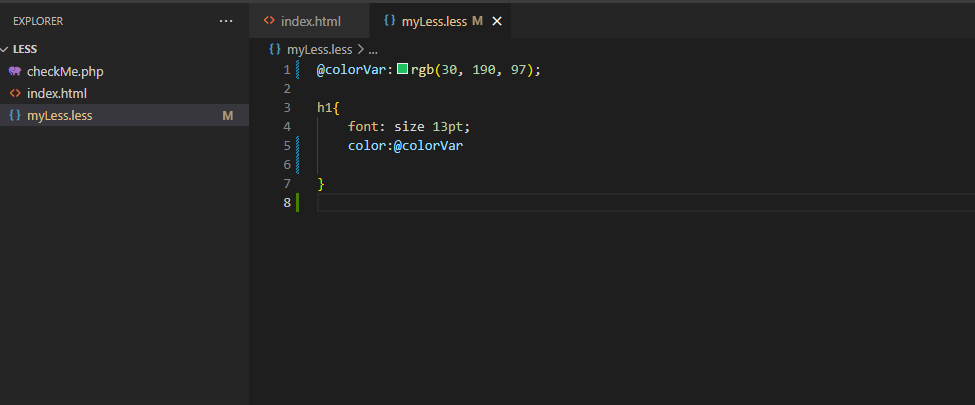 EXPLORER ...
LESS
checkMe.php
index.html
myLess.less M
index.html
myLess.less M
myLess.less > ...
1 @colorVar: rgb(30, 190, 97);
2
3 h1{
4 font: size 13pt;
5 color:@colorVar
6
7 }
8